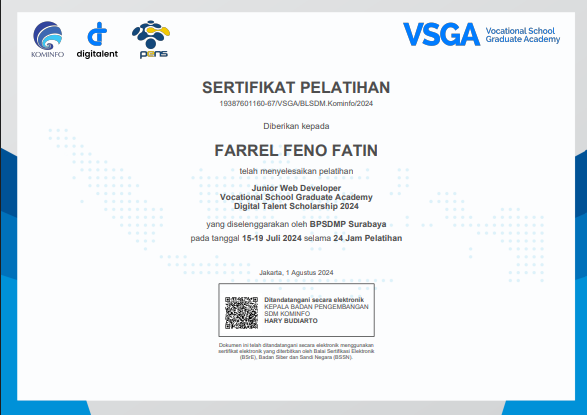 KOMINFO
digitalent
pens
VSGA
Vocational School
Graduate Academy
SERTIFIKAT PELATIHAN
19387601160-67/VSGA/BLSDM.Kominfo/2024
Diberikan kepada
FARREL FENO FATIN
telah menyelesaikan pelatihan
Junior Web Developer
Vocational School Graduate Academy
Digital Talent Scholarship 2024
yang diselenggarakan oleh BPSDMP Surabaya
pada tanggal 15-19 Juli 2024 selama 24 Jam Pelatihan
Jakarta, 1 Agustus 2024
Ditandatangani secara elektronik
KEPALA BADAN PENGEMBANGAN
SDM KOMINFO
HARY BUDIARTO
Dokumen ini telah ditandatangani secara elektronik menggunakan
sertifikat elektronik yang diterbitkan oleh Balai Sertifikasi Elektronik
(BSrE), Badan Siber dan Sandi Negara (BSSN).